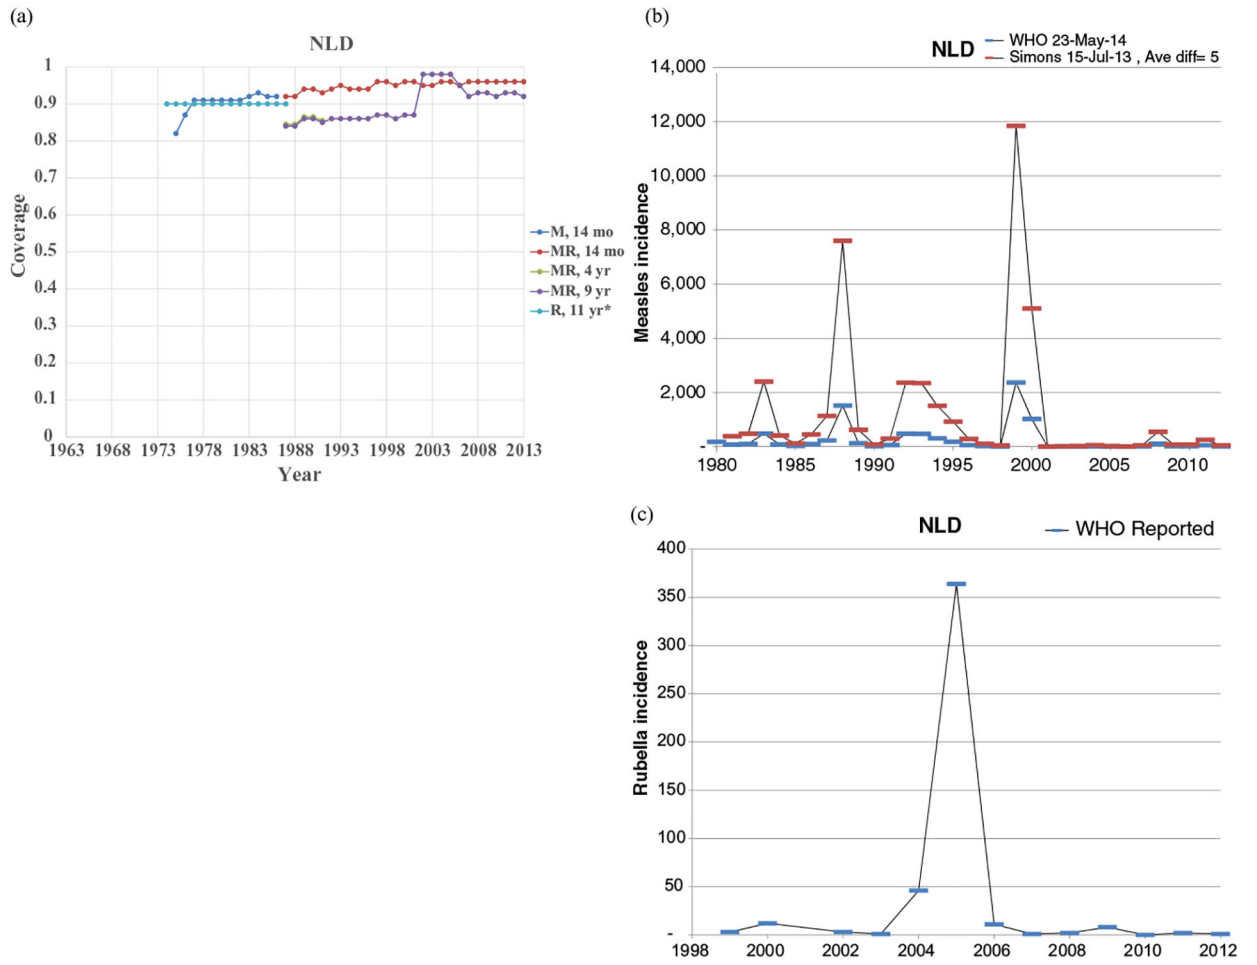 (a)
NLD
1
0.9
0.8
0.7
0.6
0.5
0.4
0.3
0.2
0.1
0
Coverage
1963 1968 1973 1978 1983 1988 1993 1998 2003 2008 2013
Year
M, 14 mo
MR, 14 mo
MR, 4 yr
MR, 9 yr
R, 11 yr*
(b)
NLD
WHO 23-May-14
Simons 15-Jul-13 , Ave diff= 5
14,000
12,000
10,000
8,000
6,000
4,000
2,000
-
Measles incidence
1980 1985 1990 1995 2000 2005 2010
(c)
NLD
WHO Reported
400
350
300
250
200
150
100
50
-
Rubella incidence
1998 2000 2002 2004 2006 2008 2010 2012